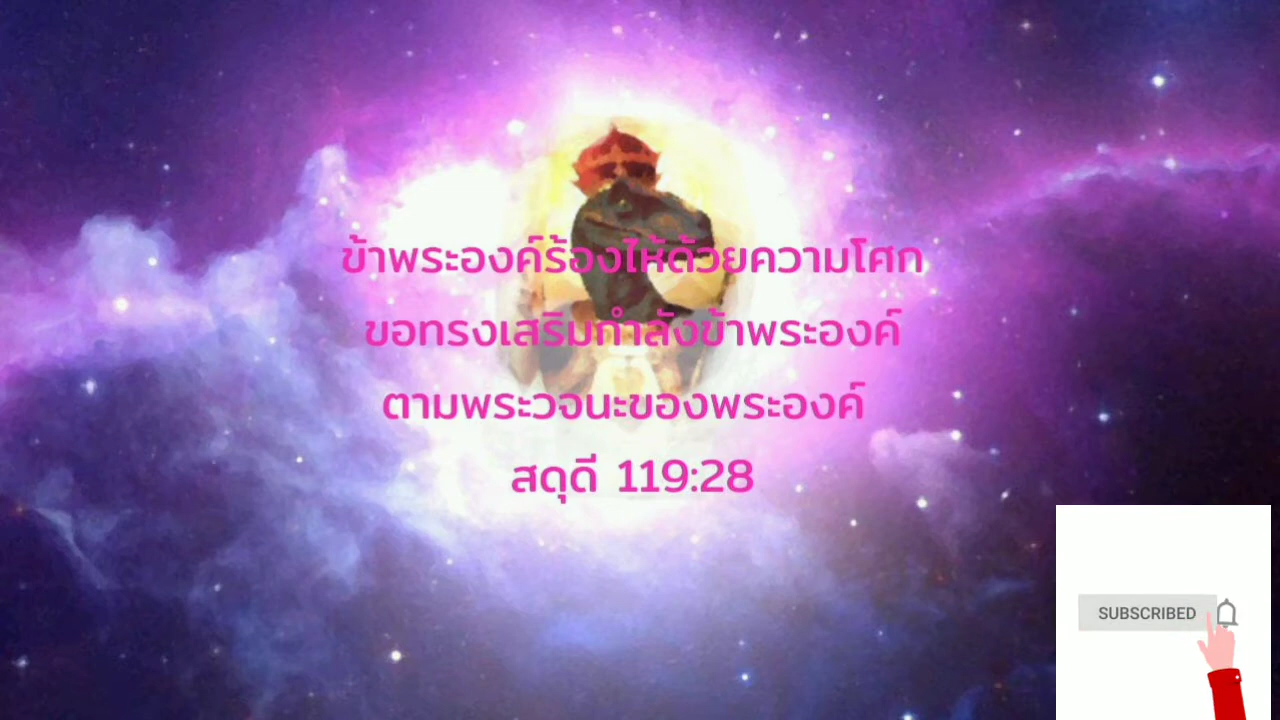 ข้าพระองค์ร้องไห้ด้วยความโศก
ขอทรงเสริมกำลังข้าพระองค์
ตามพระวจนะของพระองค์
สดุดี 119:28
SUBSCRIBED